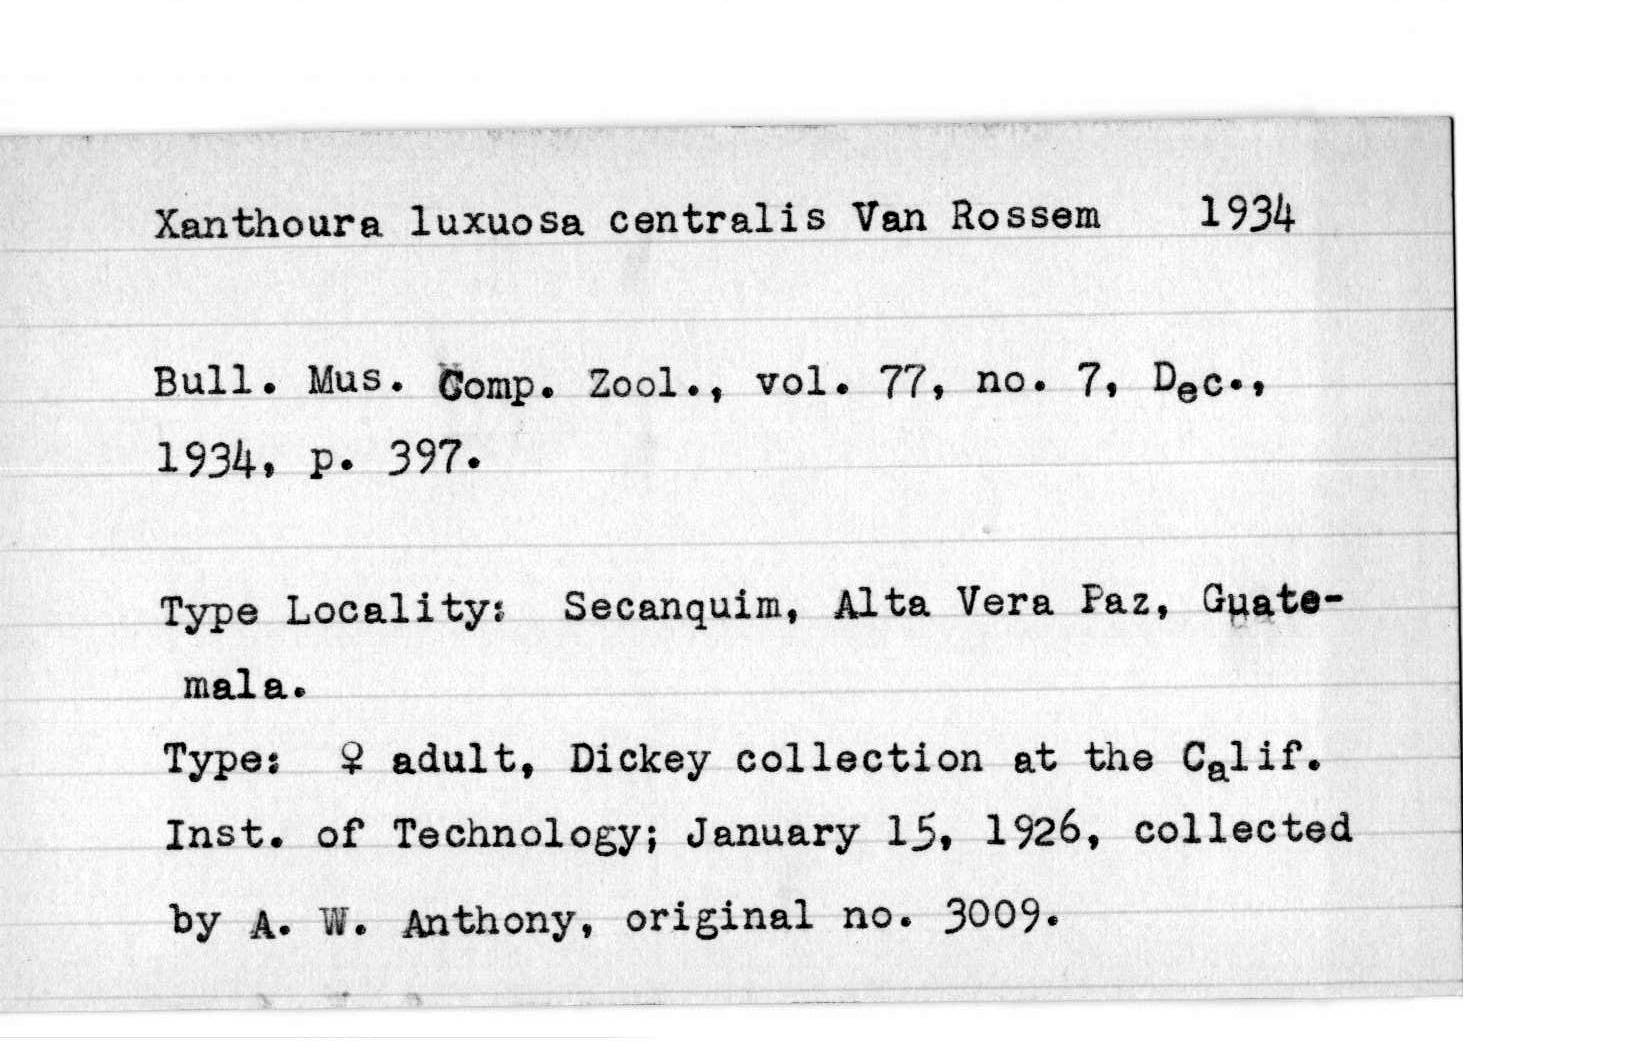 Xanthoura luxuosa centralis Van Rossem 1934
Bull. Mus. Comp. Zool., vol. 77, no. 7, Dec.,
1934, p. 397.
Type Locality: Secanquim, Alta Vera Paz, Guate-
mala.
Type: ♀ adult, Dickey collection at the Calif.
Inst. of Technology; January 15, 1926, collected
by A. W. Anthony, original no. 3009.